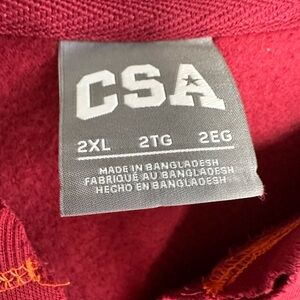 CSA
2XL 2TG 2EG
MADE IN BANGLADESH
FABRIQUÉ AU BANGLADESH
HECHO EN BANGLADESH